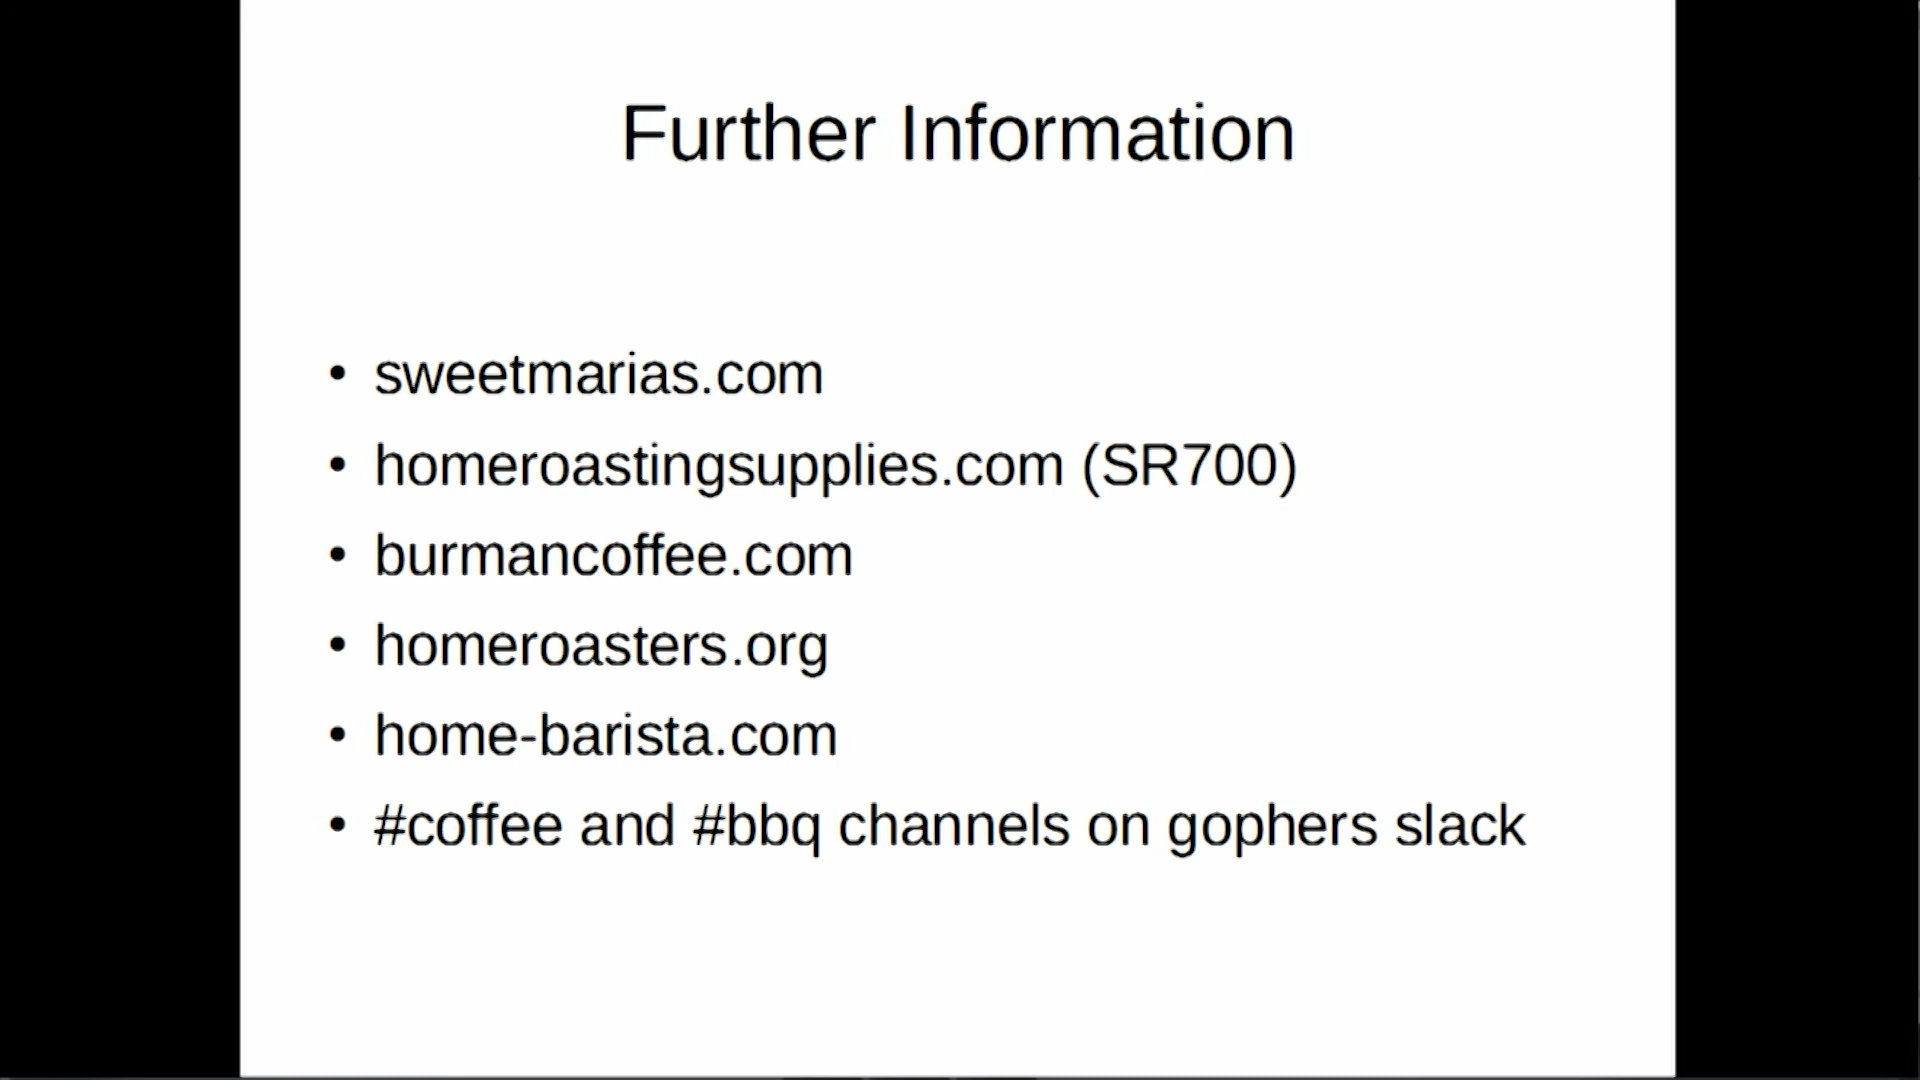 Further Information
• sweetmarias.com
• homeroastingsupplies.com (SR700)
• burmancoffee.com
• homeroasters.org
• home-barista.com
• #coffee and #bbq channels on gophers slack